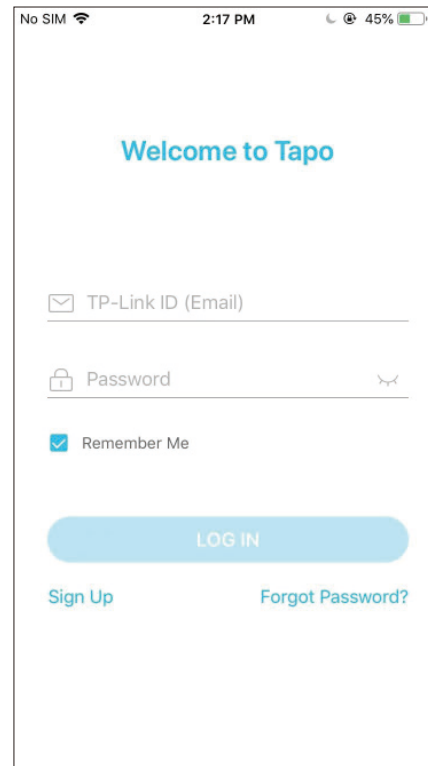 No SIM 2:17 PM 45%
Welcome to Tapo
TP-Link ID (Email)
Password
Remember Me
LOG IN
Sign Up Forgot Password?